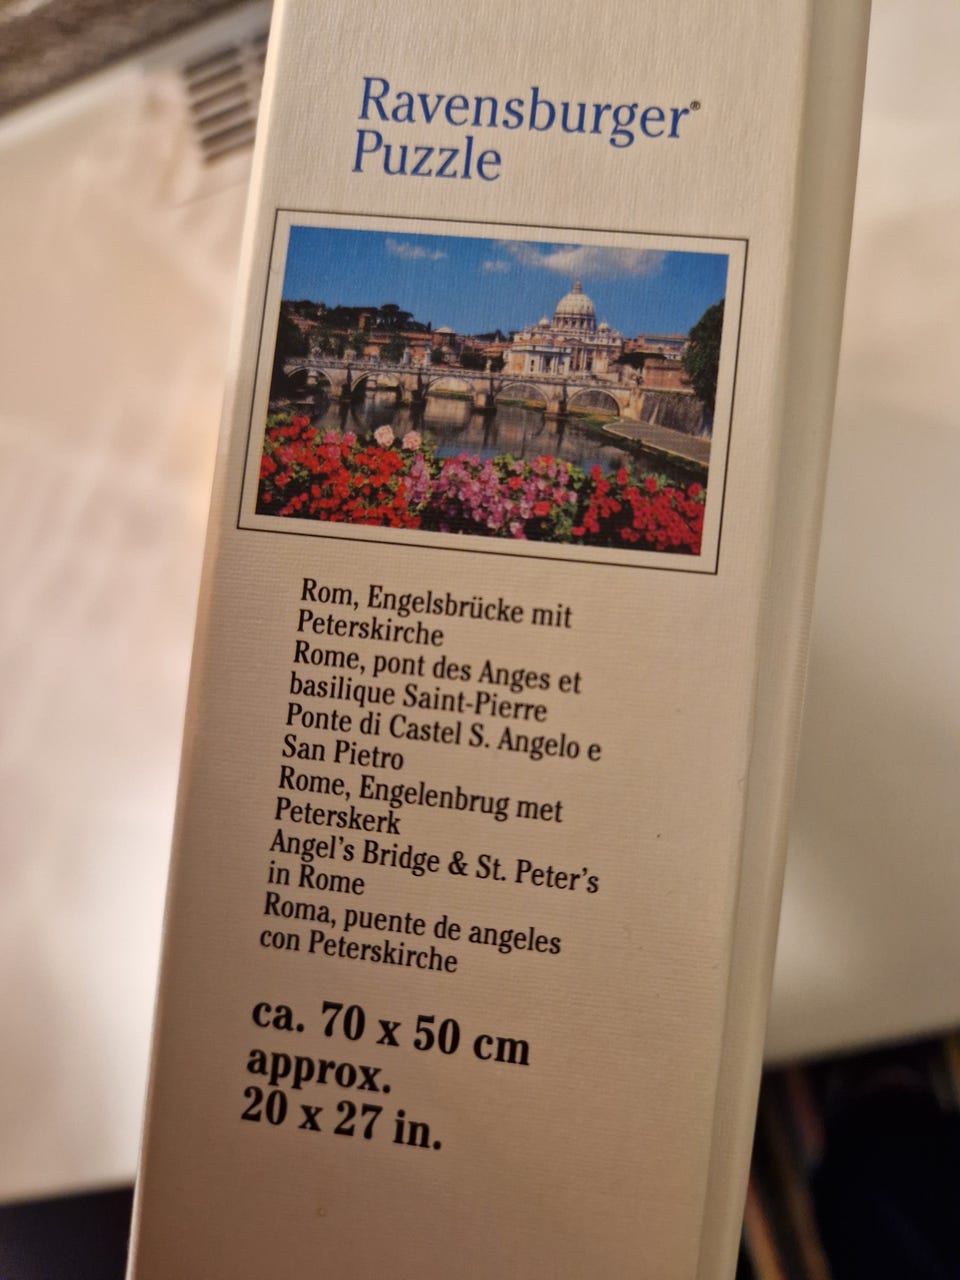 Ravensburger®
Puzzle
Rom, Engelsbrücke mit
Peterskirche
Rome, pont des Anges et
basilique Saint-Pierre
Ponte di Castel S. Angelo e
San Pietro
Rome, Engelenbrug met
Peterskerk
Angel's Bridge & St. Peter's
in Rome
Roma, puente de angeles
con Peterskirche
ca. 70 x 50 cm
approx.
20 x 27 in.